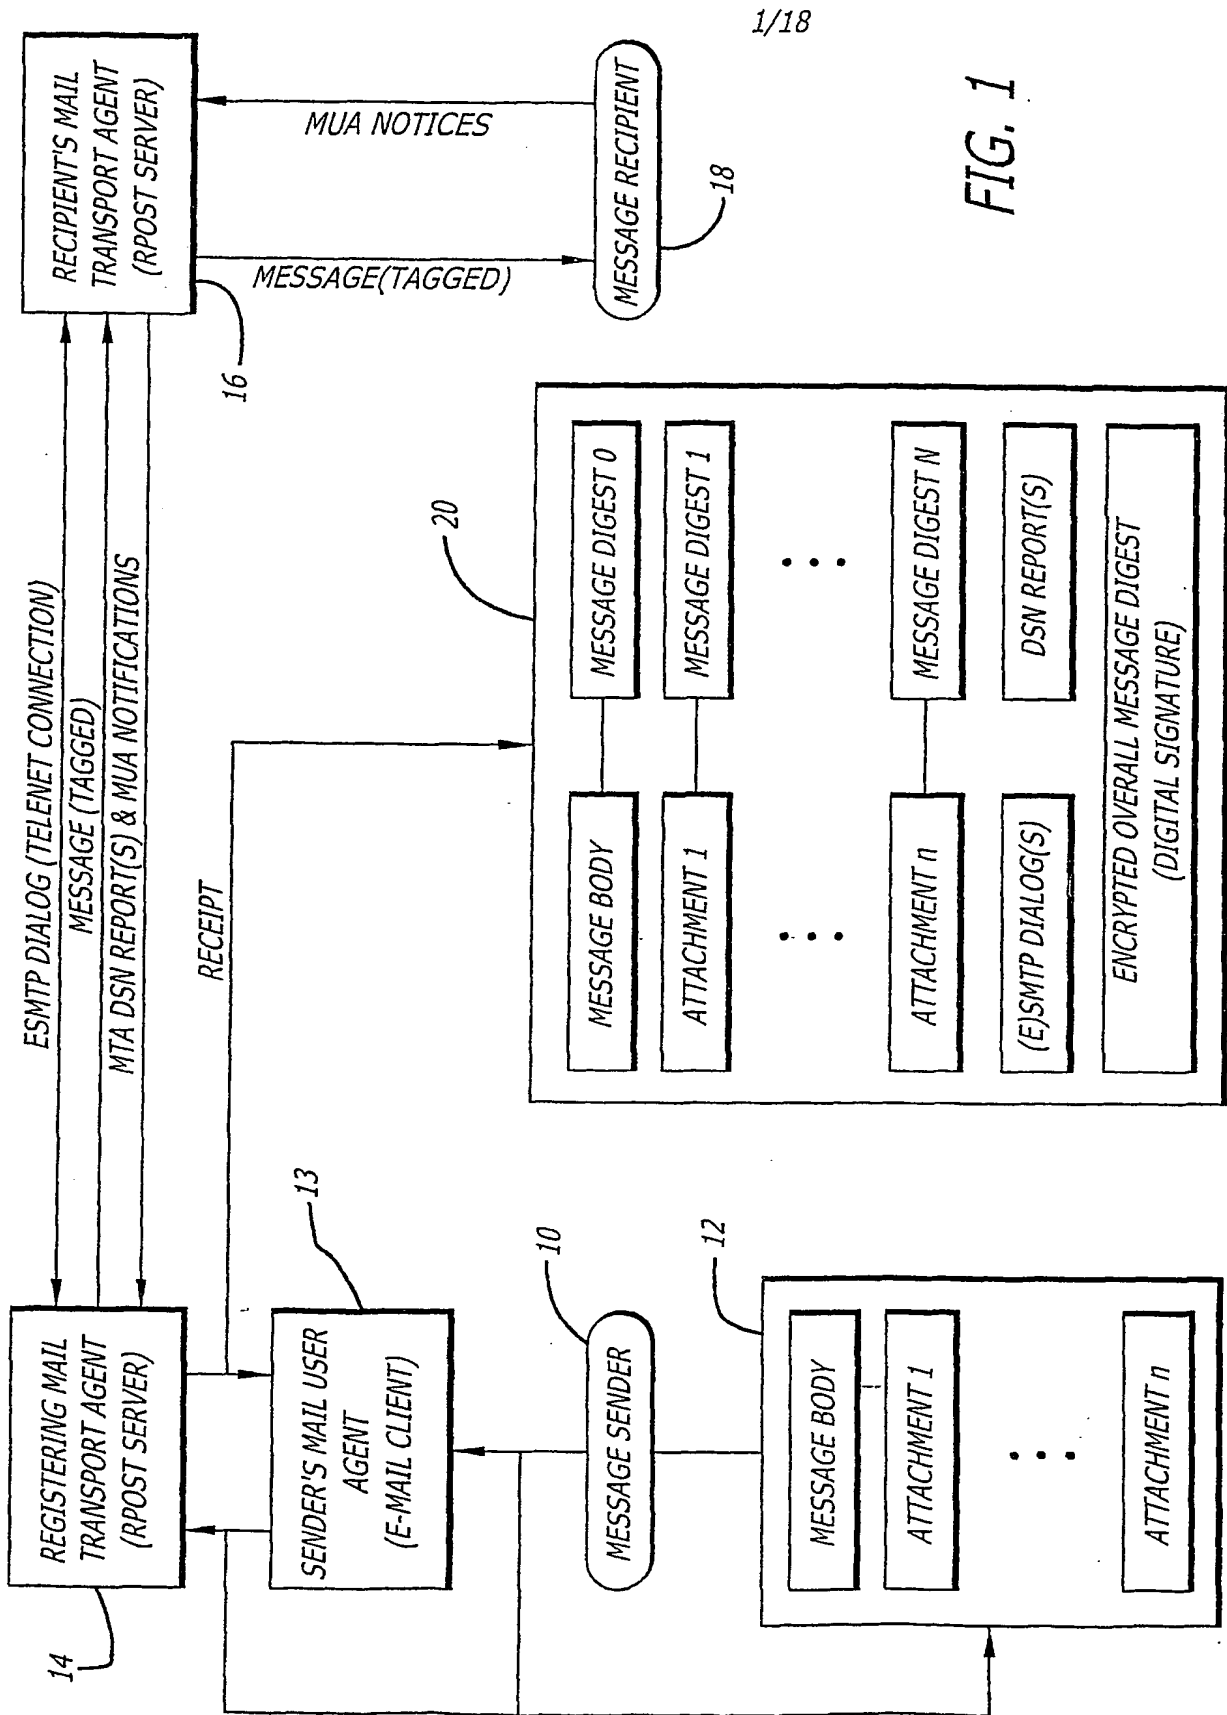 1/18
ESMTP DIALOG (TELENET CONNECTION)
MESSAGE (TAGGED)
MTA DSN REPORT(S) & MUA NOTIFICATIONS
REGISTERING MAIL
TRANSPORT AGENT
(RPOST SERVER)
14
RECIPIENT'S MAIL
TRANSPORT AGENT
(RPOST SERVER)
16
RECEIPT
MESSAGE(TAGGED)
MUA NOTICES
SENDER'S MAIL USER
AGENT
(E-MAIL CLIENT)
13
MESSAGE RECIPIENT
18
MESSAGE SENDER
10
12
MESSAGE BODY
ATTACHMENT 1
ATTACHMENT n
20
MESSAGE BODY
MESSAGE DIGEST 0
ATTACHMENT 1
MESSAGE DIGEST 1
ATTACHMENT n
MESSAGE DIGEST N
(E)SMTP DIALOG(S)
DSN REPORT(S)
ENCRYPTED OVERALL MESSAGE DIGEST
(DIGITAL SIGNATURE)
FIG. 1